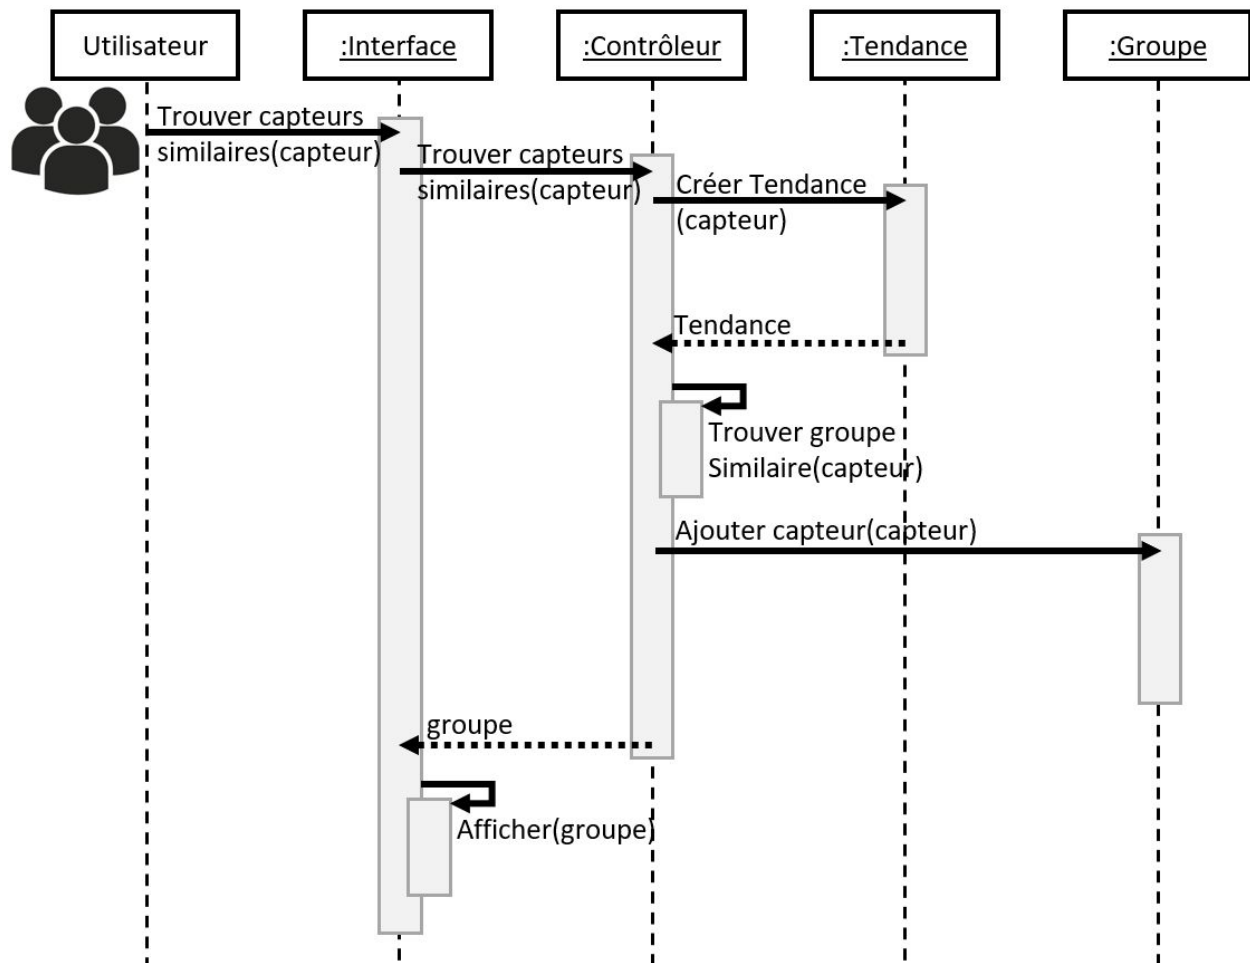 Utilisateur
:Interface
:Contrôleur
:Tendance
:Groupe
Trouver capteurs
similaires(capteur)
Trouver capteurs
similaires(capteur)
Créer Tendance
(capteur)
Tendance
Trouver groupe
Similaire(capteur)
Ajouter capteur(capteur)
groupe
Afficher(groupe)